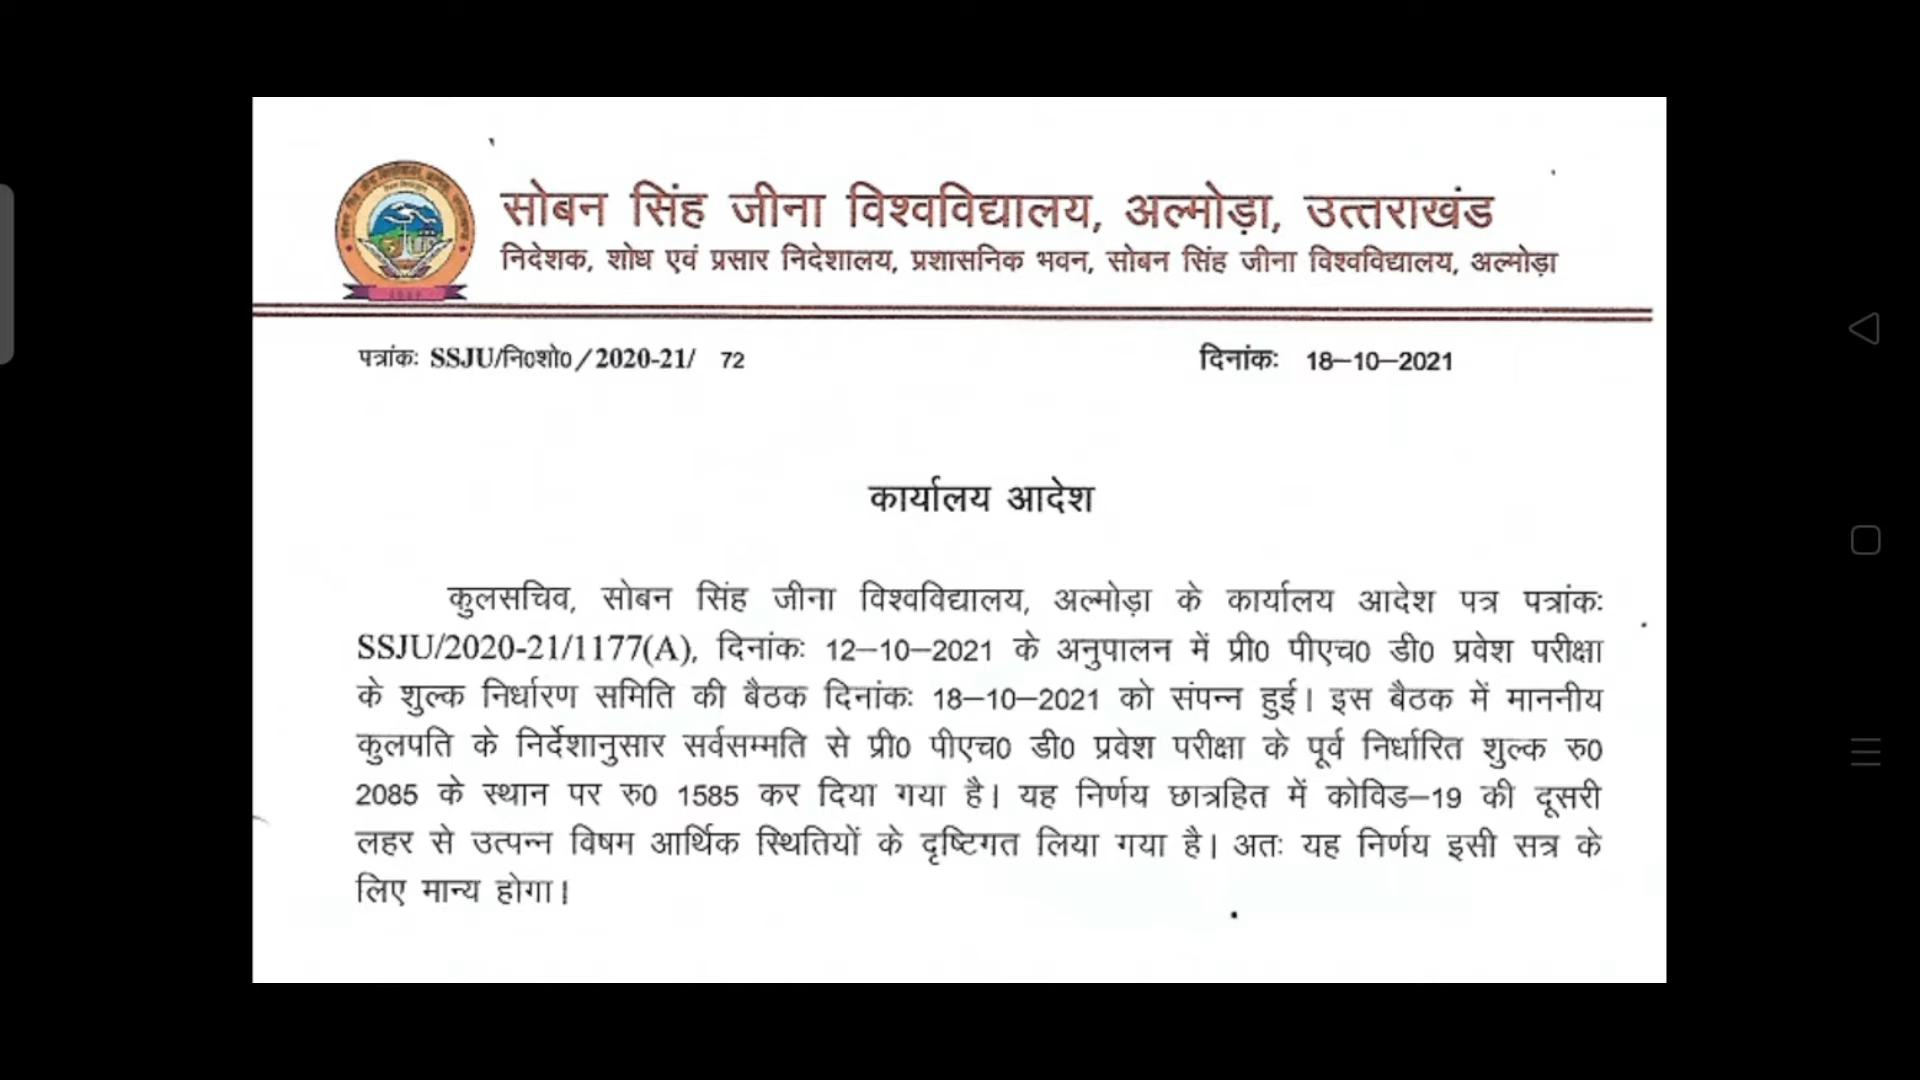 सोबन सिंह जीना विश्वविद्यालय, अल्मोड़ा, उत्तराखंड
निदेशक, शोध एवं प्रसार निदेशालय, प्रशासनिक भवन, सोबन सिंह जीना विश्वविद्यालय, अल्मोड़ा
पत्रांकः SSJU/नि0शो0/2020-21/ 72 दिनांकः 18–10–2021
कार्यालय आदेश
कुलसचिव, सोबन सिंह जीना विश्वविद्यालय, अल्मोड़ा के कार्यालय आदेश पत्र पत्रांकः
SSJU/2020-21/1177(A), दिनांकः 12–10–2021 के अनुपालन में प्री0 पीएच0 डी0 प्रवेश परीक्षा
के शुल्क निर्धारण समिति की बैठक दिनांकः 18–10–2021 को संपन्न हुई। इस बैठक में माननीय
कुलपति के निर्देशानुसार सर्वसम्मति से प्री0 पीएच0 डी0 प्रवेश परीक्षा के पूर्व निर्धारित शुल्क रु0
2085 के स्थान पर रु0 1585 कर दिया गया है। यह निर्णय छात्रहित में कोविड–19 की दूसरी
लहर से उत्पन्न विषम आर्थिक स्थितियों के दृष्टिगत लिया गया है। अतः यह निर्णय इसी सत्र के
लिए मान्य होगा।